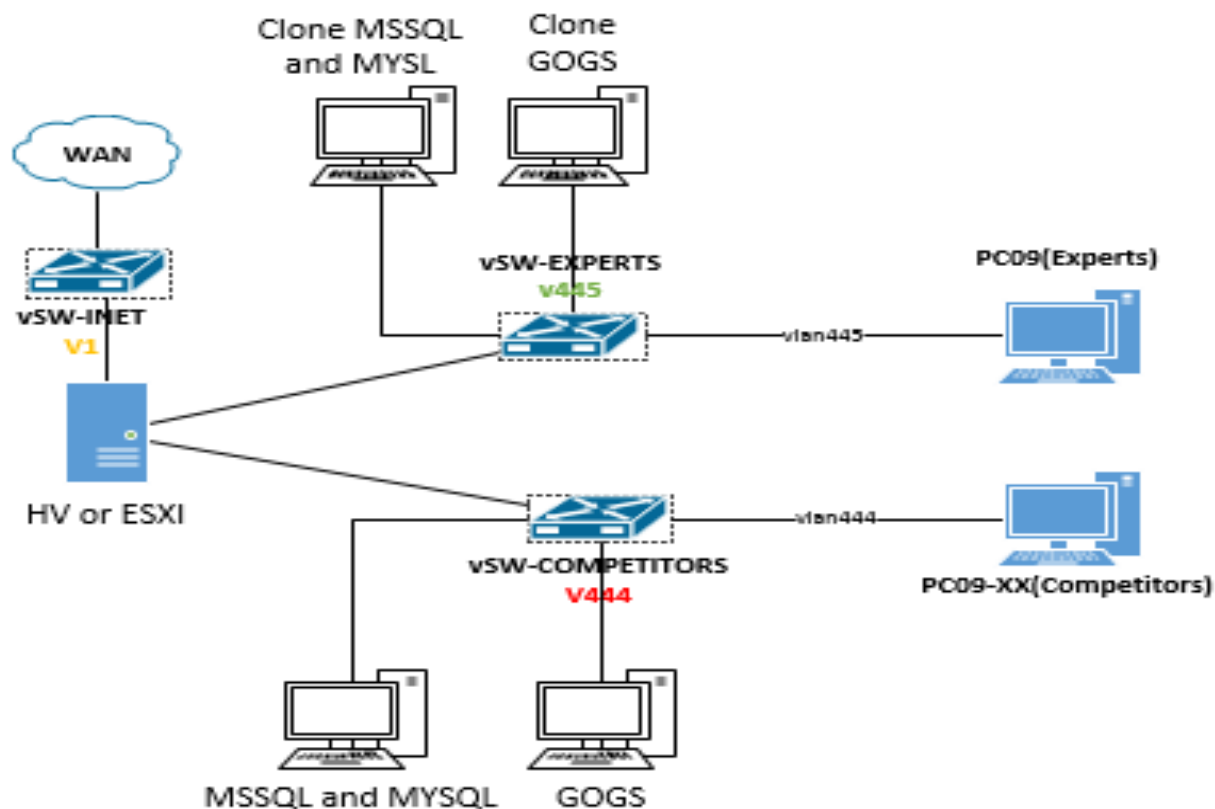 Clone MSSQL
and MYSL
Clone
GOGS
WAN
vSW-EXPERTS
v445
PC09(Experts)
vSW-INET
V1
vlan445
HV or ESXI
vlan444
vSW-COMPETITORS
V444
PC09-XX(Competitors)
MSSQL and MYSQL
GOGS